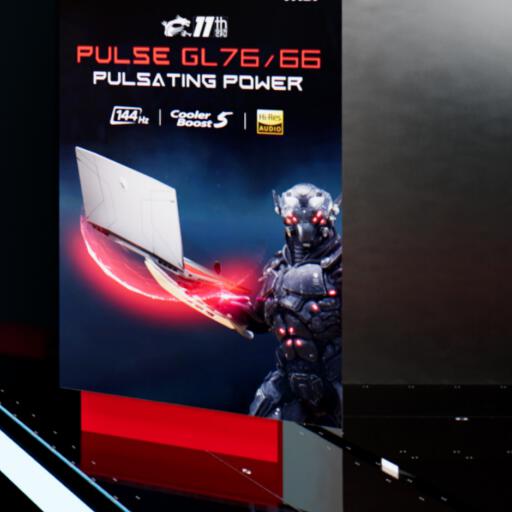 11th
PULSE GL76/66
PULSATING POWER
144Hz
Cooler
Boost 5
Hi-Res
AUDIO